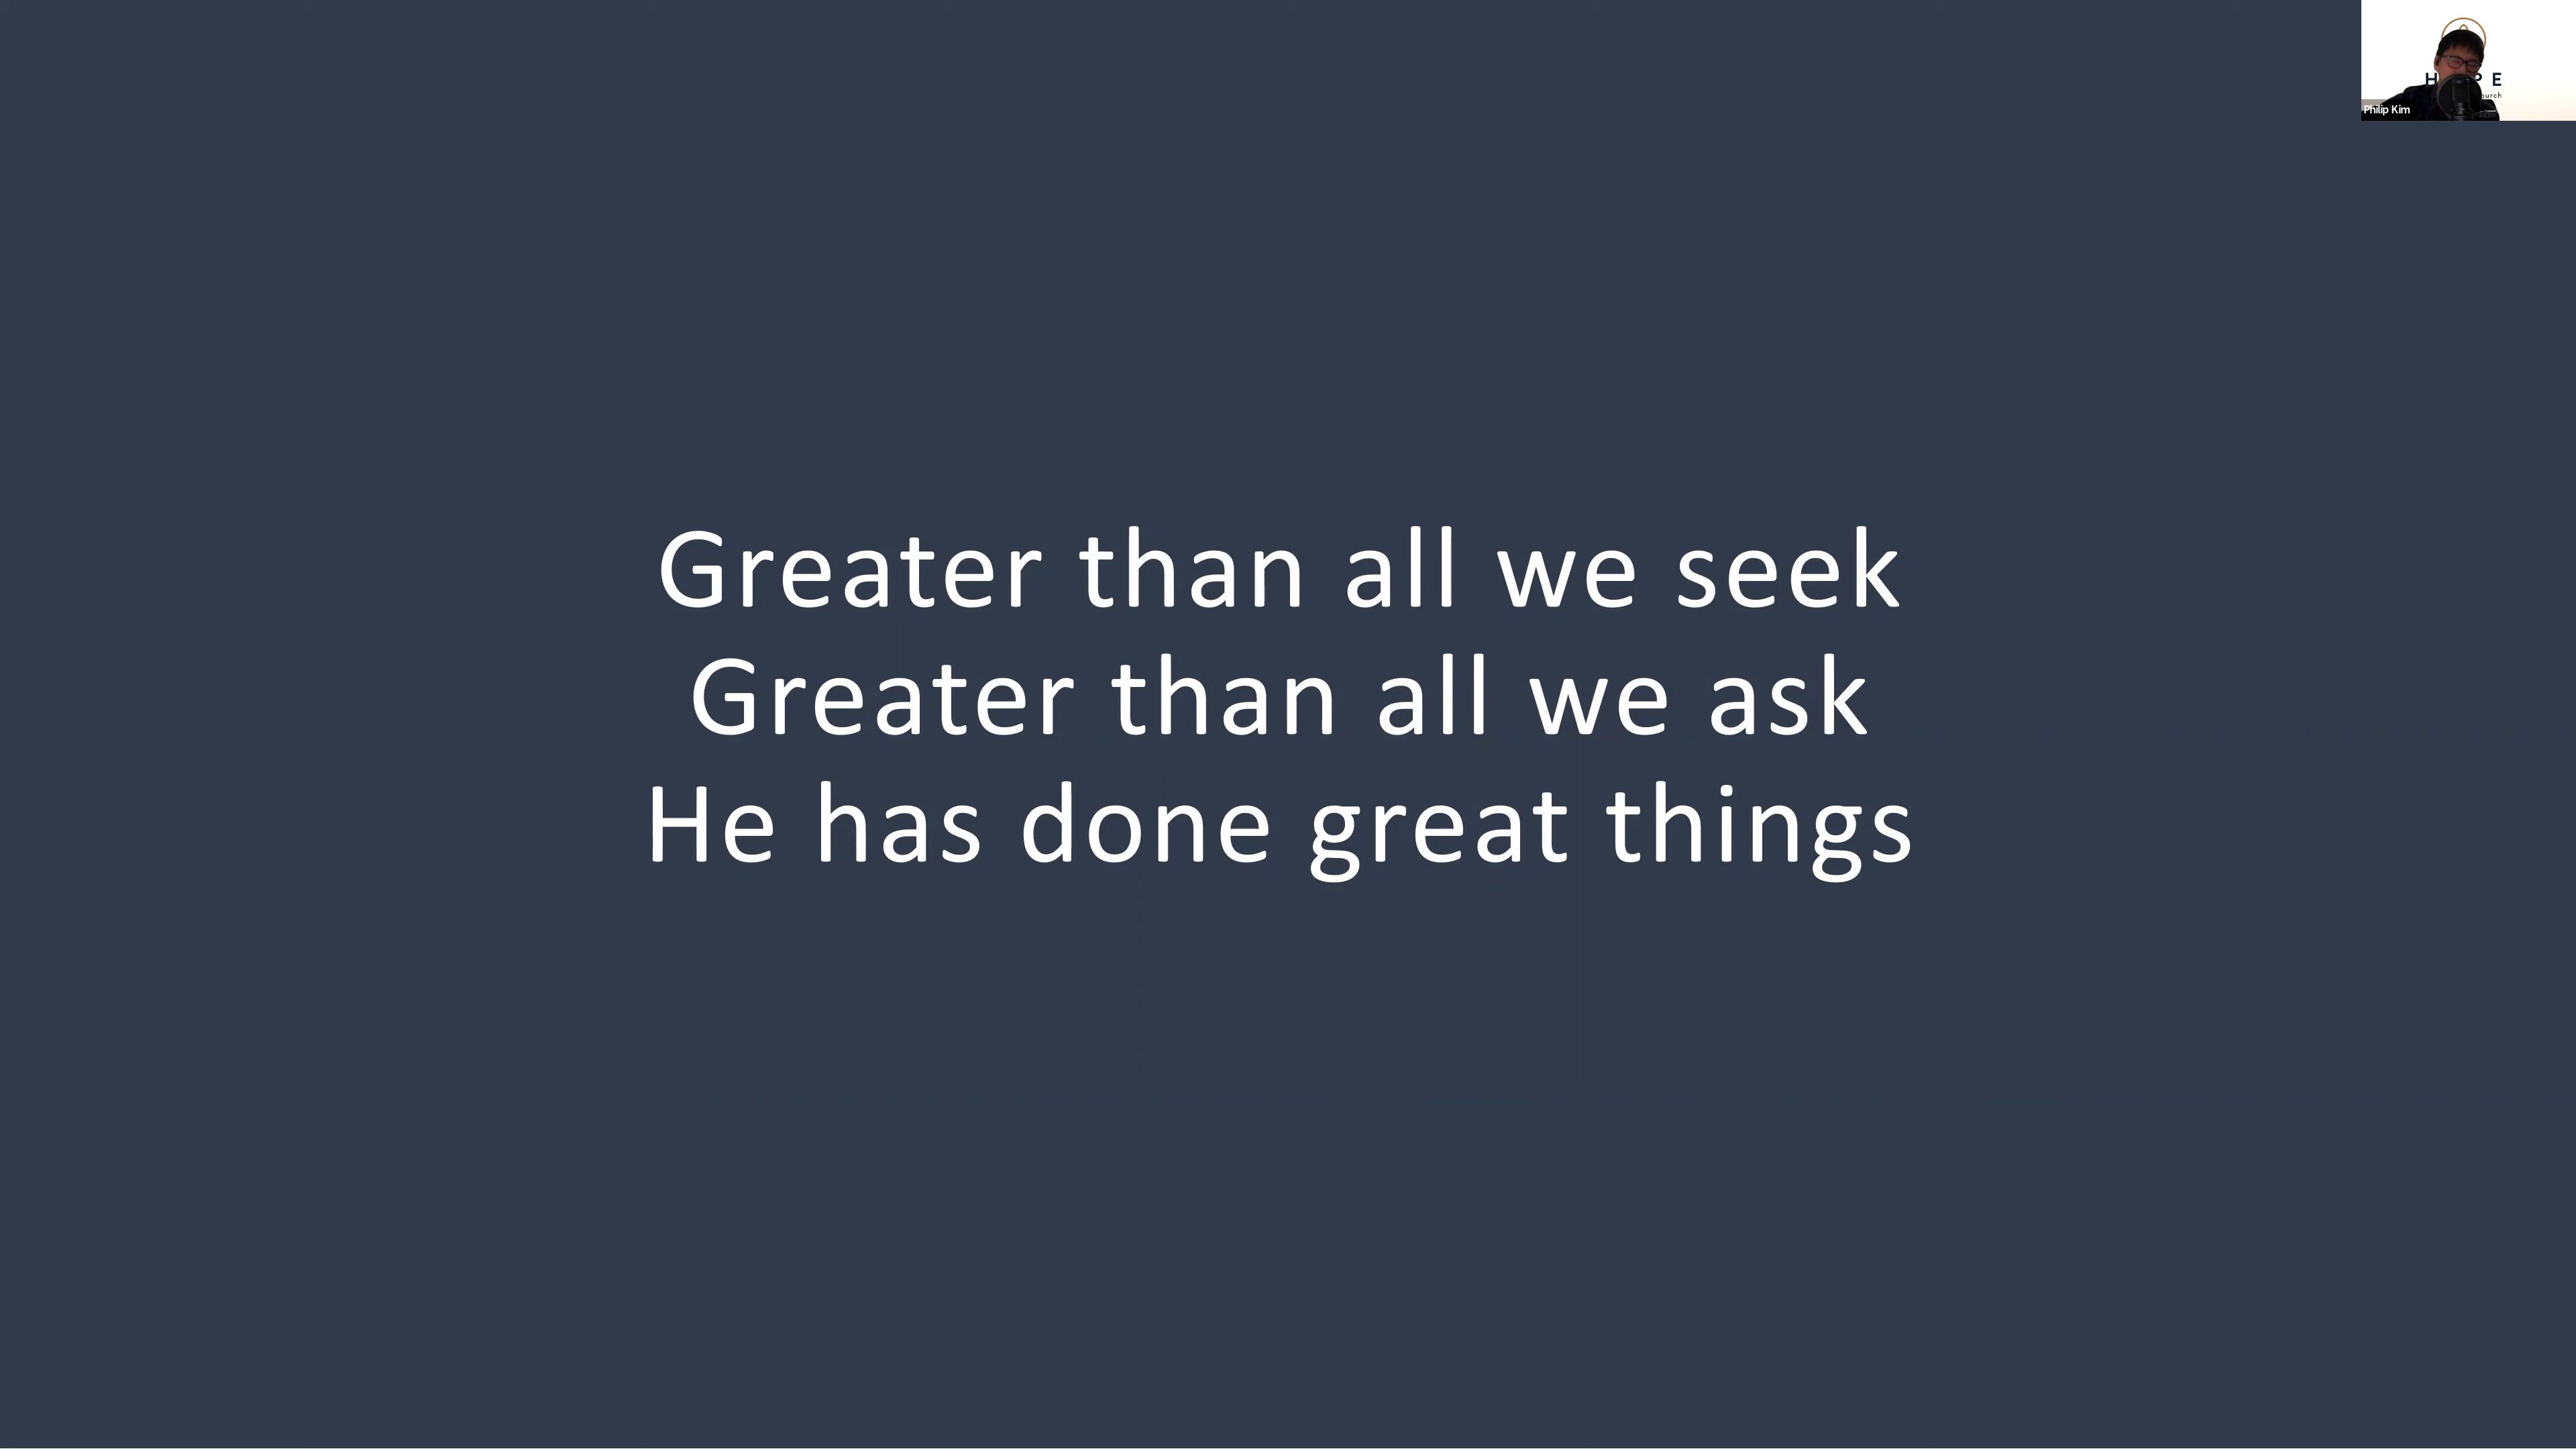 Greater than all we seek
Greater than all we ask
He has done great things
Philip Kim